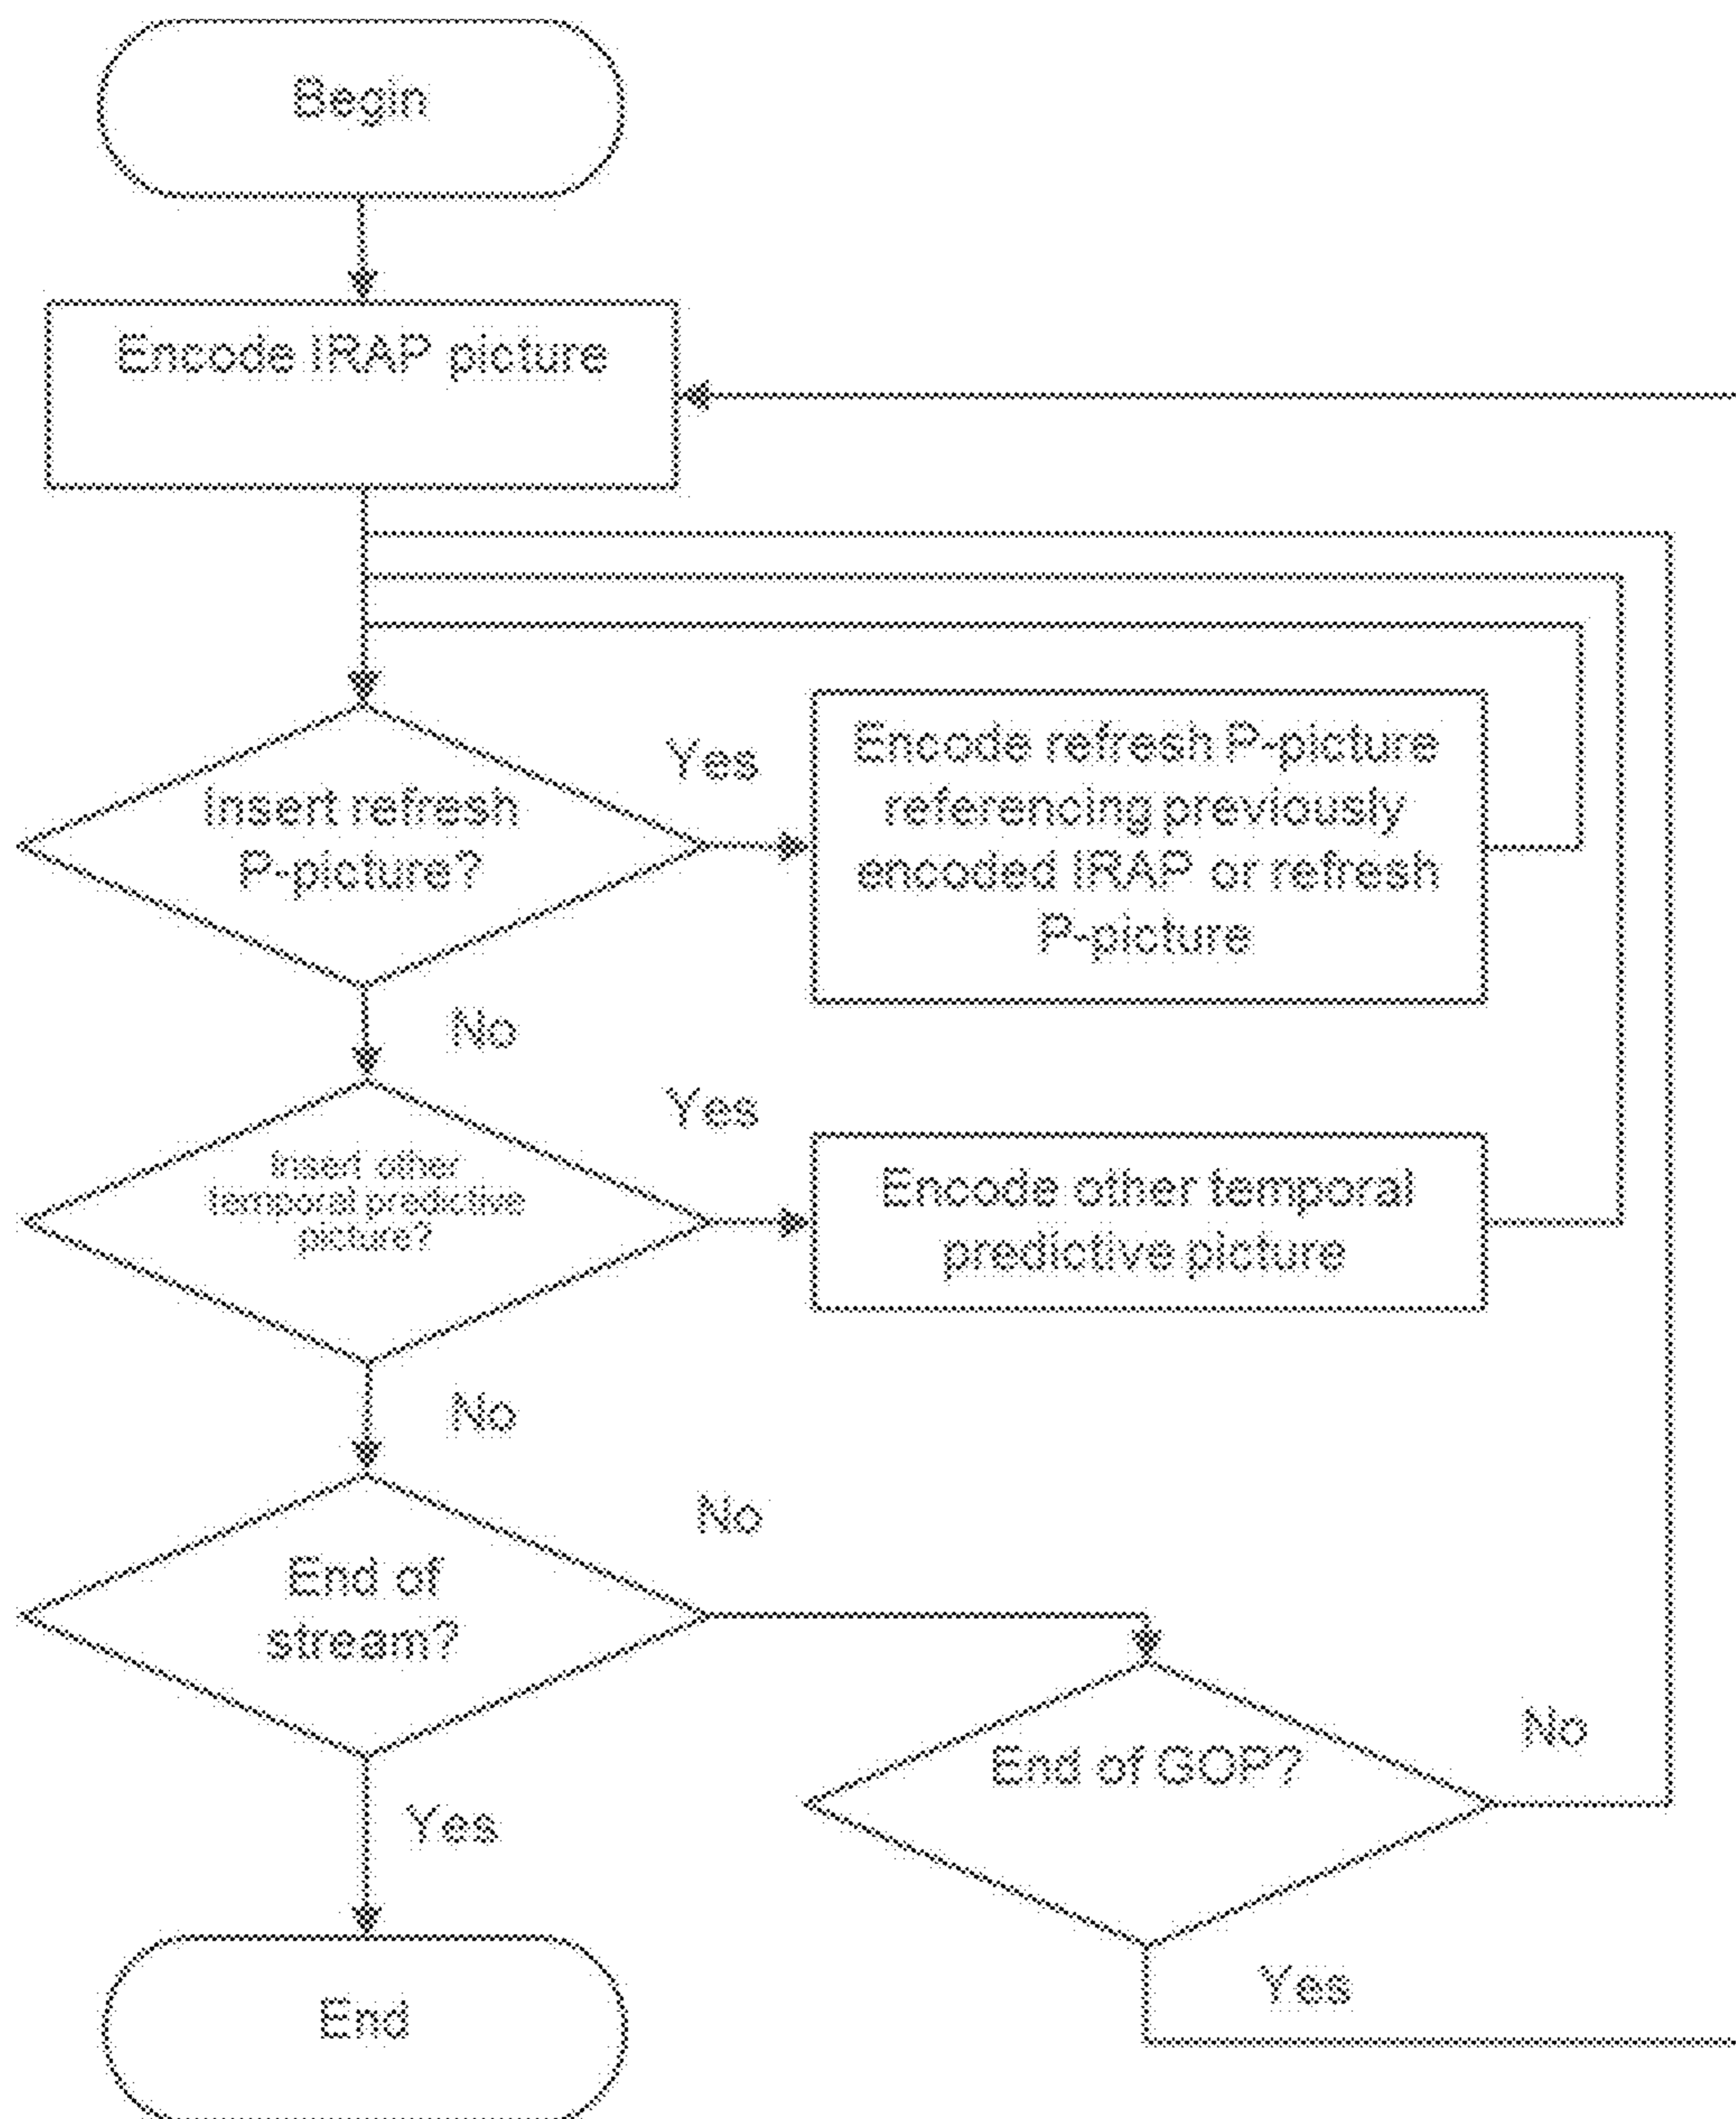 Begin
Encode IRAP picture
Yes
Encode refresh P-picture
referencing previously
encoded IRAP or refresh
P-picture
Insert refresh
P-picture?
No
Yes
Insert other
temporal predictive
picture?
Encode other temporal
predictive picture
No
No
End of
stream?
End of GOP?
No
Yes
Yes
End